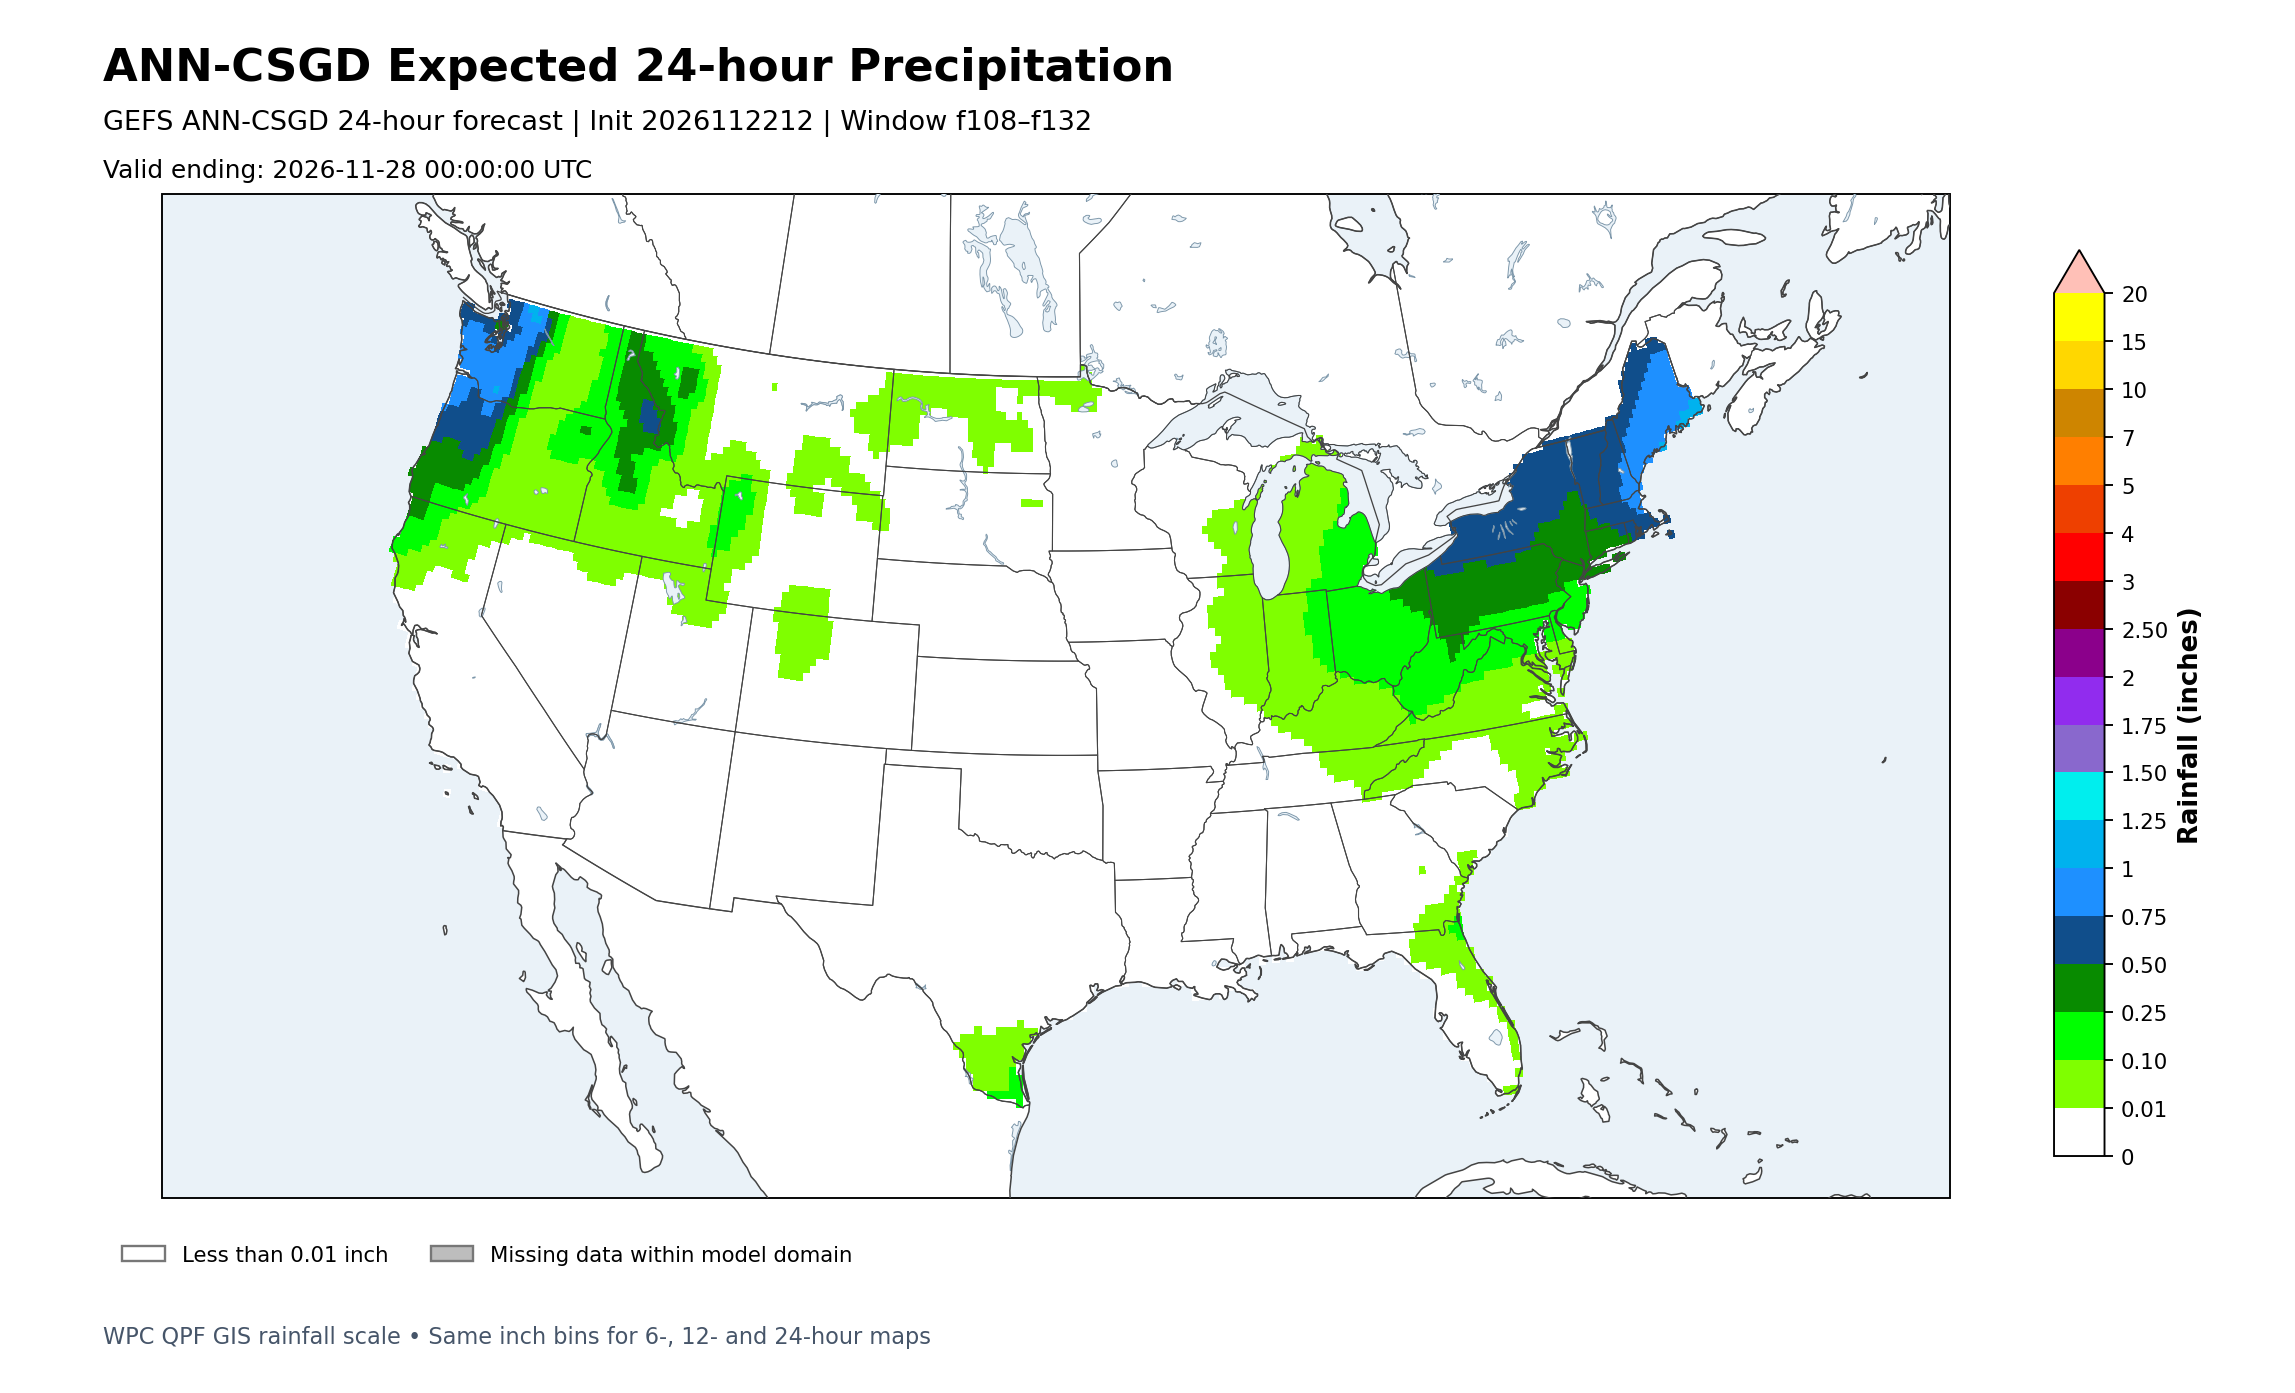 ANN-CSGD Expected 24-hour Precipitation
GEFS ANN-CSGD 24-hour forecast | Init 2026112212 | Window f108–f132
Valid ending: 2026-11-28 00:00:00 UTC
20
15
10
7
5
4
3
2.50
2
1.75
1.50
1.25
1
0.75
0.50
0.25
0.10
0.01
0
Rainfall (inches)
Less than 0.01 inch
Missing data within model domain
WPC QPF GIS rainfall scale • Same inch bins for 6-, 12- and 24-hour maps